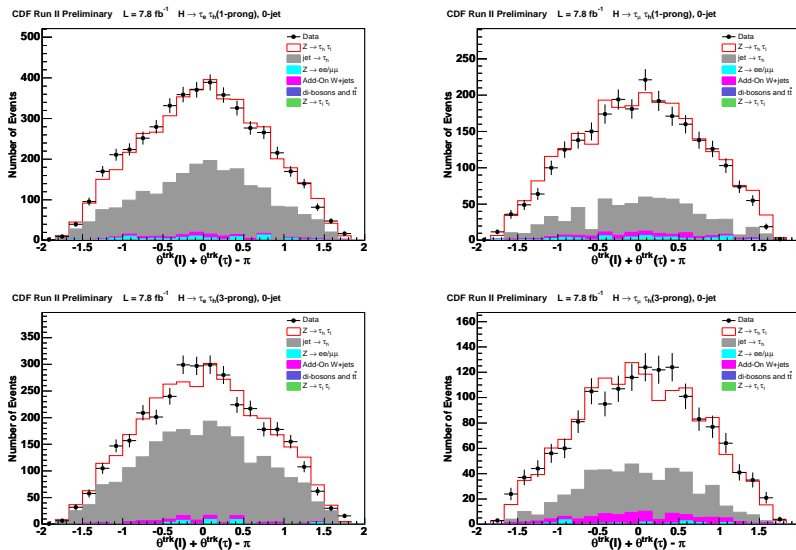 CDF Run II Preliminary L = 7.8 fb⁻¹ H → τₑ τₕ(1-prong), 0-jet
Number of Events
500
400
300
200
100
0
Data
Z → τₕ τₗ
jet → τₕ
Z → ee/μμ
Add-On W+jets
di-bosons and tt̄
Z → τₗ τₗ
-2 -1.5 -1 -0.5 0 0.5 1 1.5 2
θᵗʳᵏ(l) + θᵗʳᵏ(τ) - π
CDF Run II Preliminary L = 7.8 fb⁻¹ H → τ_μ τₕ(1-prong), 0-jet
Number of Events
250
200
150
100
50
0
Data
Z → τₕ τₗ
jet → τₕ
Z → ee/μμ
Add-On W+jets
di-bosons and tt̄
Z → τₗ τₗ
-2 -1.5 -1 -0.5 0 0.5 1 1.5 2
θᵗʳᵏ(l) + θᵗʳᵏ(τ) - π
CDF Run II Preliminary L = 7.8 fb⁻¹ H → τₑ τₕ(3-prong), 0-jet
Number of Events
350
300
250
200
150
100
50
0
Data
Z → τₕ τₗ
jet → τₕ
Z → ee/μμ
Add-On W+jets
di-bosons and tt̄
Z → τₗ τₗ
-2 -1.5 -1 -0.5 0 0.5 1 1.5 2
θᵗʳᵏ(l) + θᵗʳᵏ(τ) - π
CDF Run II Preliminary L = 7.8 fb⁻¹ H → τ_μ τₕ(3-prong), 0-jet
Number of Events
160
140
120
100
80
60
40
20
0
Data
Z → τₕ τₗ
jet → τₕ
Z → ee/μμ
Add-On W+jets
di-bosons and tt̄
Z → τₗ τₗ
-2 -1.5 -1 -0.5 0 0.5 1 1.5 2
θᵗʳᵏ(l) + θᵗʳᵏ(τ) - π